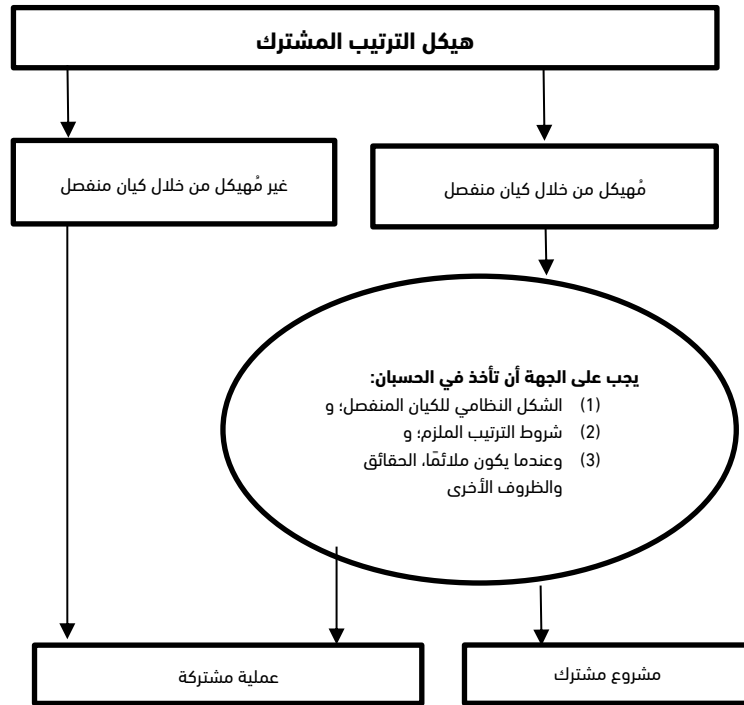 هيكل الترتيب المشترك
مُهيكل من خلال كيان منفصل
غير مُهيكل من خلال كيان منفصل
يجب على الجهة أن تأخذ في الحسبان:
(1) الشكل النظامي للكيان المنفصل؛ و
(2) شروط الترتيب الملزم؛ و
(3) وعندما يكون ملائمًا، الحقائق
والظروف الأخرى
مشروع مشترك
عملية مشتركة